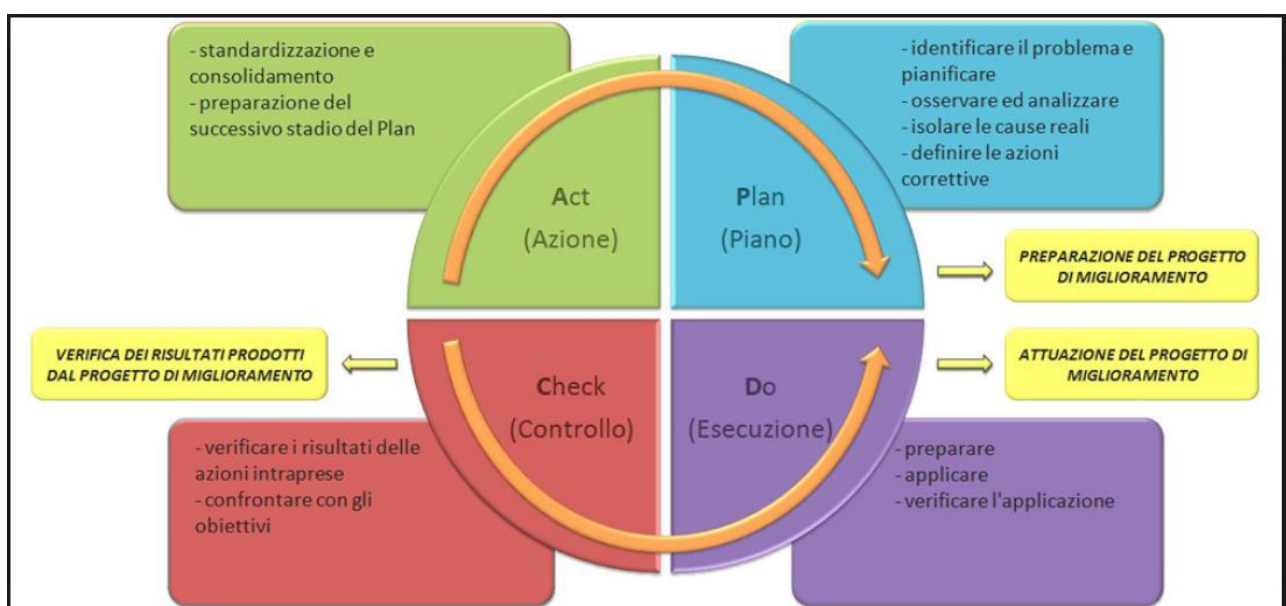 - standardizzazione e
consolidamento
- preparazione del
successivo stadio del Plan
- identificare il problema e
pianificare
- osservare ed analizzare
- isolare le cause reali
- definire le azioni
correttive
Act
(Azione)
Plan
(Piano)
PREPARAZIONE DEL PROGETTO
DI MIGLIORAMENTO
VERIFICA DEI RISULTATI PRODOTTI
DAL PROGETTO DI MIGLIORAMENTO
Check
(Controllo)
Do
(Esecuzione)
ATTUAZIONE DEL PROGETTO DI
MIGLIORAMENTO
- verificare i risultati delle
azioni intraprese
- confrontare con gli
obiettivi
- preparare
- applicare
- verificare l'applicazione